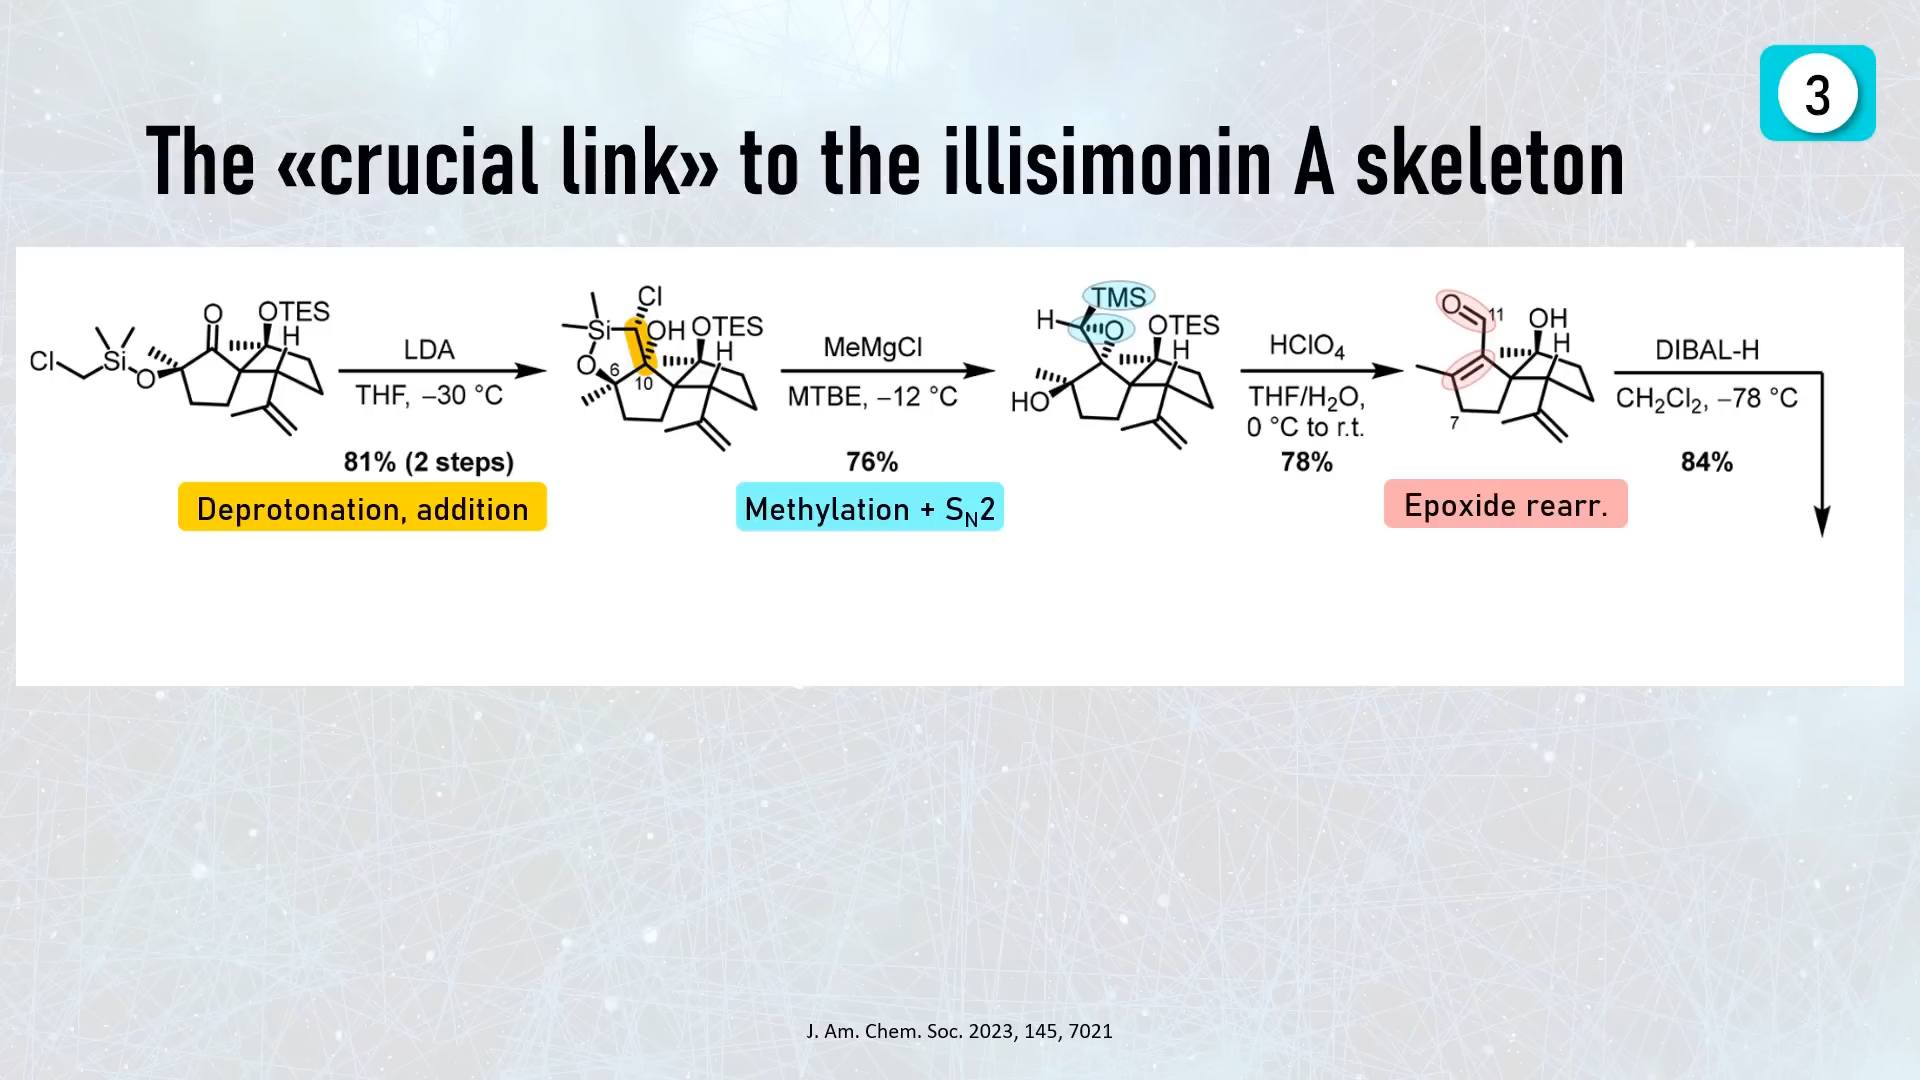 3
The «crucial link» to the illisimonin A skeleton
Cl
Si
O
O
OTES
H
LDA
THF, −30 °C
81% (2 steps)
Deprotonation, addition
Cl
Si
OH
OTES
H
O
6
10
MeMgCl
MTBE, −12 °C
76%
Methylation + SN2
TMS
H
O
OTES
H
HO
HClO4
THF/H2O,
0 °C to r.t.
78%
O
11
OH
H
7
Epoxide rearr.
DIBAL-H
CH2Cl2, −78 °C
84%
J. Am. Chem. Soc. 2023, 145, 7021